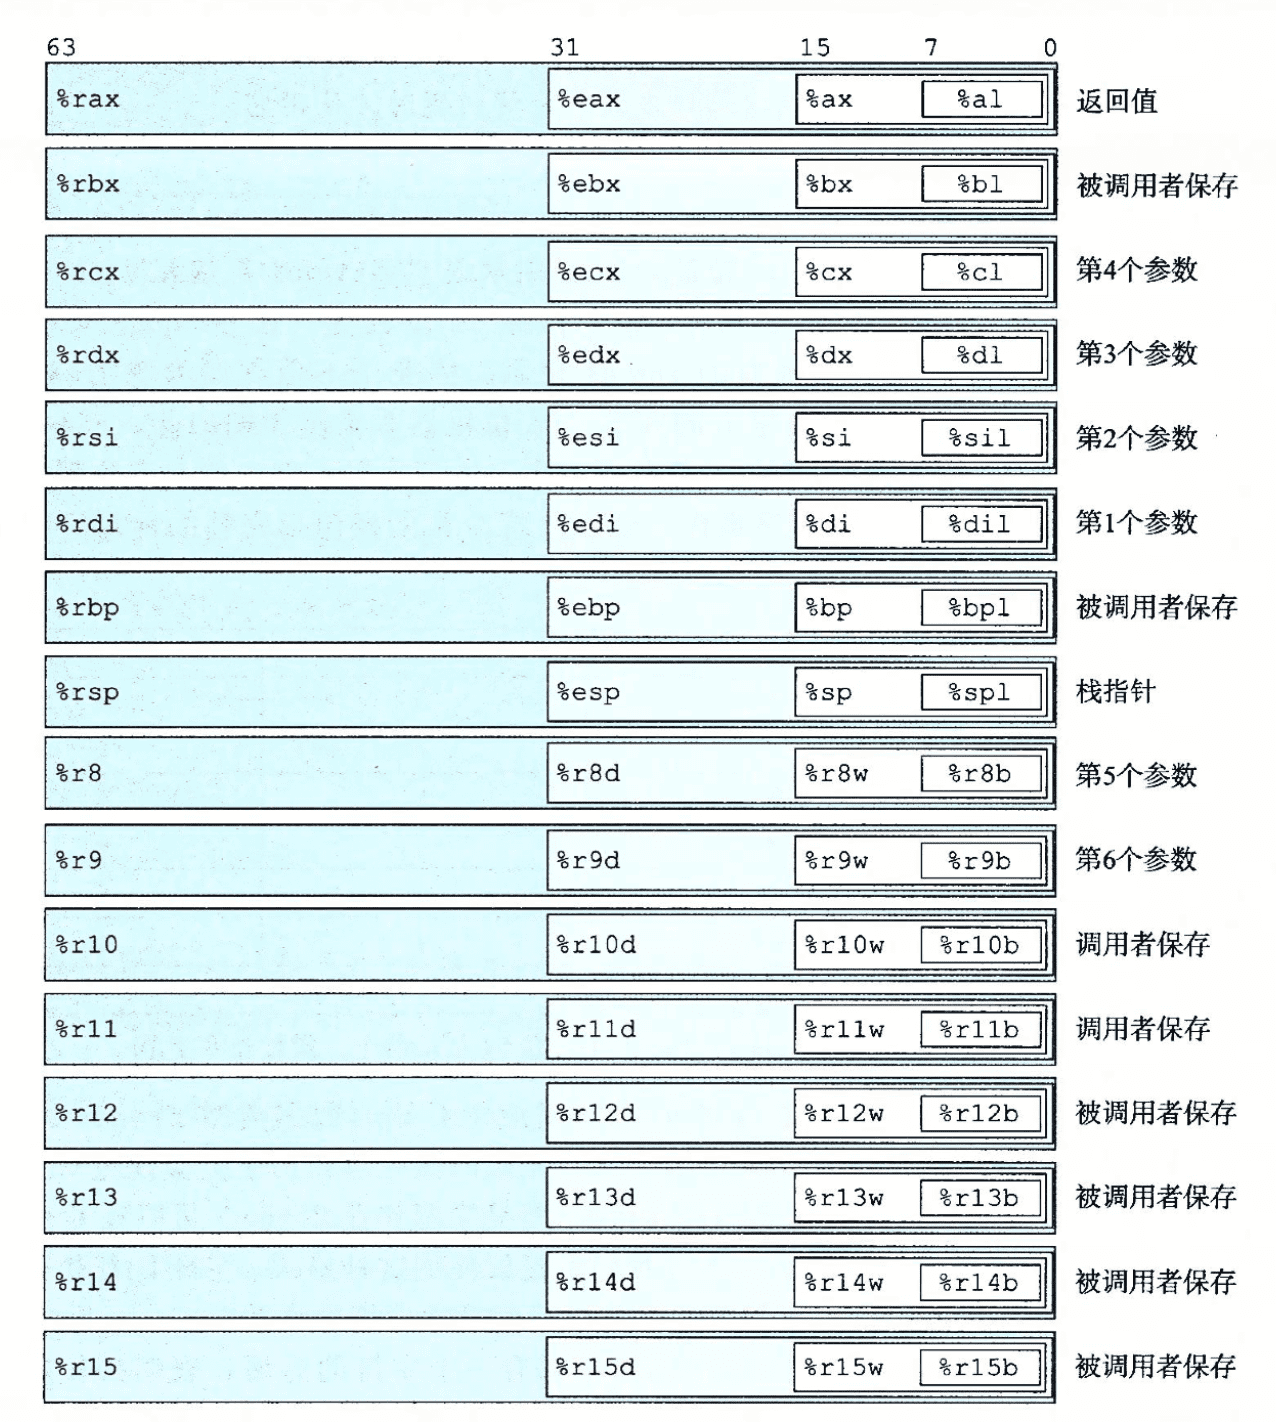 63 31 15 7 0
%rax %eax %ax %al 返回值
%rbx %ebx %bx %bl 被调用者保存
%rcx %ecx %cx %cl 第4个参数
%rdx %edx %dx %dl 第3个参数
%rsi %esi %si %sil 第2个参数
%rdi %edi %di %dil 第1个参数
%rbp %ebp %bp %bpl 被调用者保存
%rsp %esp %sp %spl 栈指针
%r8 %r8d %r8w %r8b 第5个参数
%r9 %r9d %r9w %r9b 第6个参数
%r10 %r10d %r10w %r10b 调用者保存
%r11 %r11d %r11w %r11b 调用者保存
%r12 %r12d %r12w %r12b 被调用者保存
%r13 %r13d %r13w %r13b 被调用者保存
%r14 %r14d %r14w %r14b 被调用者保存
%r15 %r15d %r15w %r15b 被调用者保存